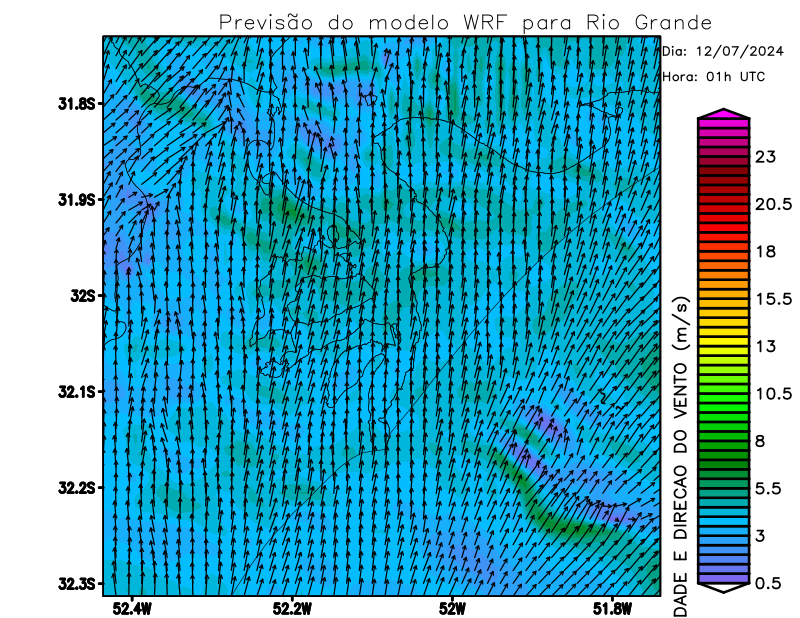 Previsão do modelo WRF para Rio Grande
Dia: 12/07/2024
Hora: 01h UTC
31.8S
31.9S
32S
32.1S
32.2S
32.3S
52.4W
52.2W
52W
51.8W
DADE E DIRECAO DO VENTO (m/s)
23
20.5
18
15.5
13
10.5
8
5.5
3
0.5